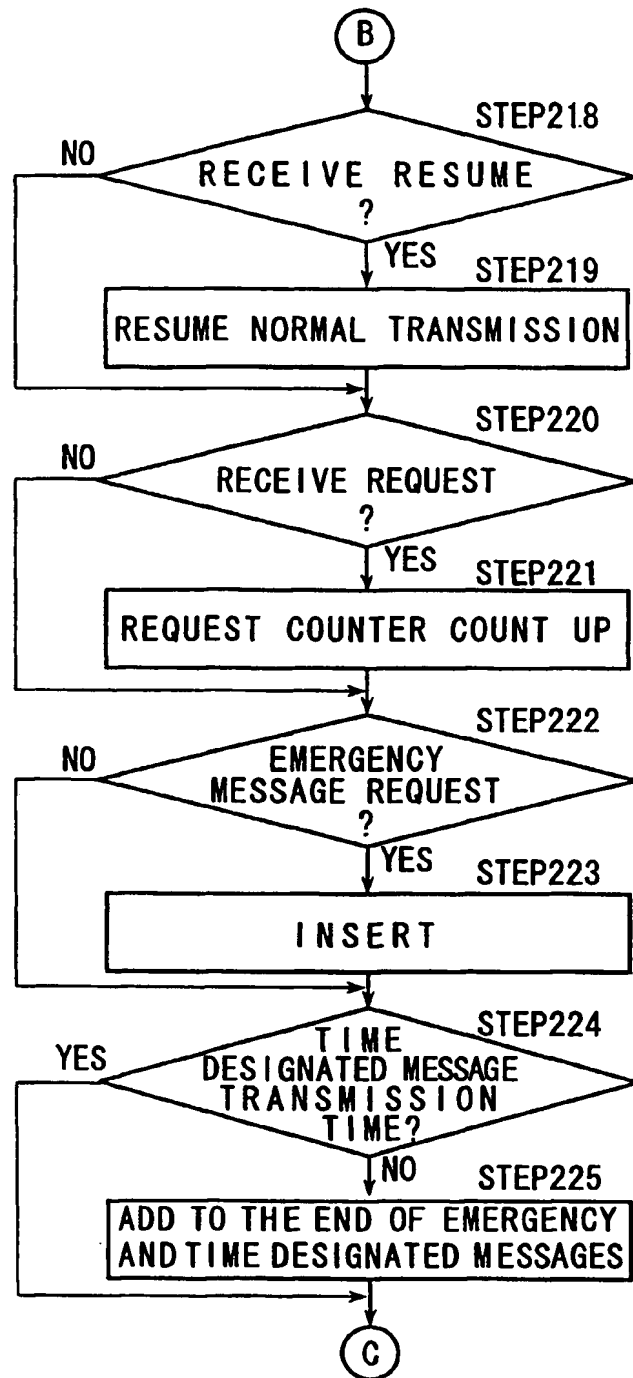 B
STEP218
NO
RECEIVE RESUME
?
YES
STEP219
RESUME NORMAL TRANSMISSION
STEP220
NO
RECEIVE REQUEST
?
YES
STEP221
REQUEST COUNTER COUNT UP
STEP222
NO
EMERGENCY
MESSAGE REQUEST
?
YES
STEP223
INSERT
STEP224
YES
TIME
DESIGNATED MESSAGE
TRANSMISSION
TIME?
NO
STEP225
ADD TO THE END OF EMERGENCY
AND TIME DESIGNATED MESSAGES
C